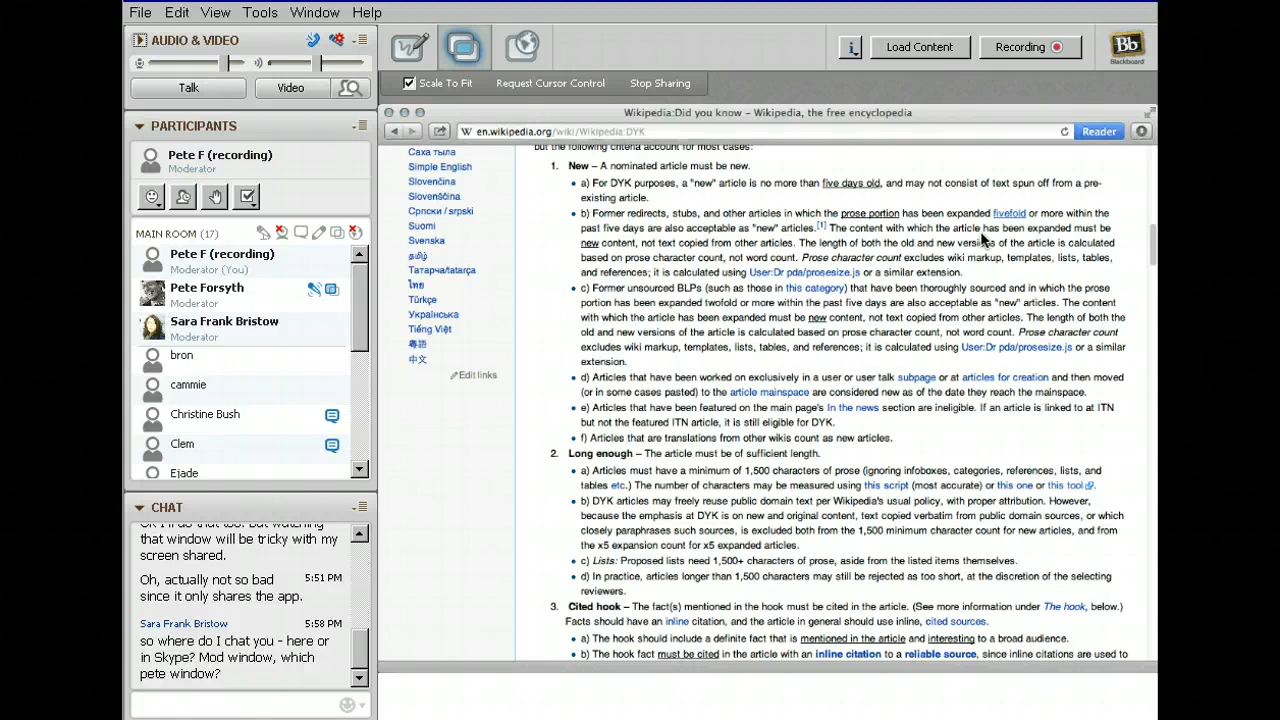 File Edit View Tools Window Help
AUDIO & VIDEO
Talk Video
PARTICIPANTS
Pete F (recording)
Moderator
MAIN ROOM (17)
Pete F (recording)
Moderator (You)
Pete Forsyth
Moderator
Sara Frank Bristow
Moderator
bron
cammie
Christine Bush
Clem
Ejade
CHAT
that window will be tricky with my
screen shared.
Oh, actually not so bad 5:51 PM
since it only shares the app.
Sara Frank Bristow 5:58 PM
so where do I chat you - here or
in Skype? Mod window, which
pete window?
i Load Content Recording Bb
Blackboard
Scale To Fit Request Cursor Control Stop Sharing
Wikipedia:Did you know – Wikipedia, the free encyclopedia
W en.wikipedia.org/wiki/Wikipedia:DYK Reader
Саха тыла
Simple English
Slovenčina
Slovenščina
Српски / srpski
Suomi
Svenska
தமிழ்
Татарча/tatarça
ไทย
Türkçe
Українська
Tiếng Việt
粵語
中文
Edit links
but the following criteria account for most cases:
1. New – A nominated article must be new.
a) For DYK purposes, a "new" article is no more than five days old, and may not consist of text spun off from a pre-
existing article.
b) Former redirects, stubs, and other articles in which the prose portion has been expanded fivefold or more within the
past five days are also acceptable as "new" articles.[1] The content with which the article has been expanded must be
new content, not text copied from other articles. The length of both the old and new versions of the article is calculated
based on prose character count, not word count. Prose character count excludes wiki markup, templates, lists, tables,
and references; it is calculated using User:Dr pda/prosesize.js or a similar extension.
c) Former unsourced BLPs (such as those in this category) that have been thoroughly sourced and in which the prose
portion has been expanded twofold or more within the past five days are also acceptable as "new" articles. The content
with which the article has been expanded must be new content, not text copied from other articles. The length of both the
old and new versions of the article is calculated based on prose character count, not word count. Prose character count
excludes wiki markup, templates, lists, tables, and references; it is calculated using User:Dr pda/prosesize.js or a similar
extension.
d) Articles that have been worked on exclusively in a user or user talk subpage or at articles for creation and then moved
(or in some cases pasted) to the article mainspace are considered new as of the date they reach the mainspace.
e) Articles that have been featured on the main page's In the news section are ineligible. If an article is linked to at ITN
but not the featured ITN article, it is still eligible for DYK.
f) Articles that are translations from other wikis count as new articles.
2. Long enough – The article must be of sufficient length.
a) Articles must have a minimum of 1,500 characters of prose (ignoring infoboxes, categories, references, lists, and
tables etc.) The number of characters may be measured using this script (most accurate) or this one or this tool.
b) DYK articles may freely reuse public domain text per Wikipedia's usual policy, with proper attribution. However,
because the emphasis at DYK is on new and original content, text copied verbatim from public domain sources, or which
closely paraphrases such sources, is excluded both from the 1,500 minimum character count for new articles, and from
the x5 expansion count for x5 expanded articles.
c) Lists: Proposed lists need 1,500+ characters of prose, aside from the listed items themselves.
d) In practice, articles longer than 1,500 characters may still be rejected as too short, at the discretion of the selecting
reviewers.
3. Cited hook – The fact(s) mentioned in the hook must be cited in the article. (See more information under The hook, below.)
Facts should have an inline citation, and the article in general should use inline, cited sources.
a) The hook should include a definite fact that is mentioned in the article and interesting to a broad audience.
b) The hook fact must be cited in the article with an inline citation to a reliable source, since inline citations are used to